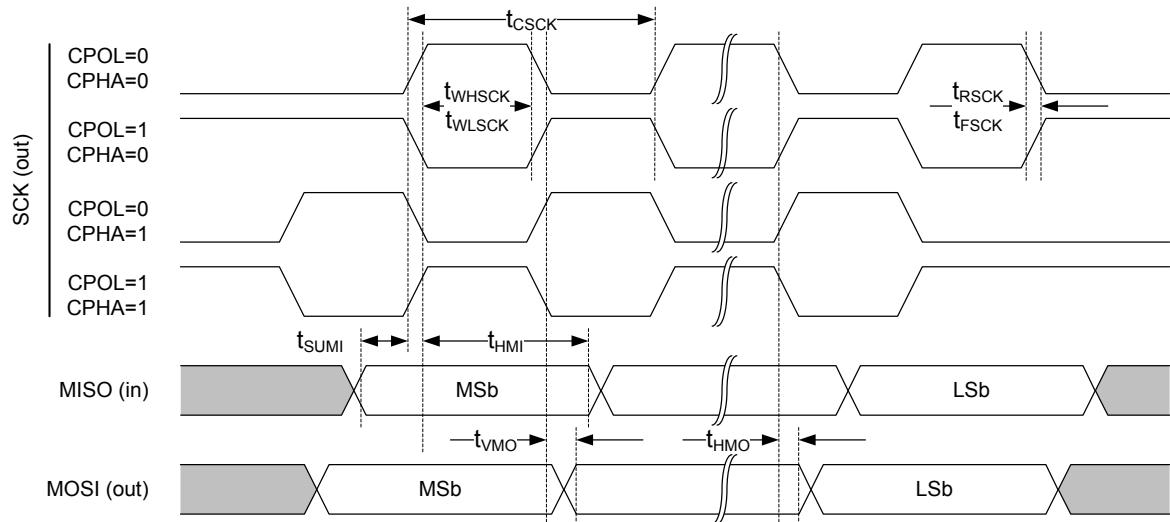 tCSCK
CPOL=0
CPHA=0
tWHSCK
tWLSCK
tRSCK
tFSCK
CPOL=1
CPHA=0
SCK (out)
CPOL=0
CPHA=1
CPOL=1
CPHA=1
tSUMI
tHMI
MISO (in)
MSb
LSb
tVMO
tHMO
MOSI (out)
MSb
LSb